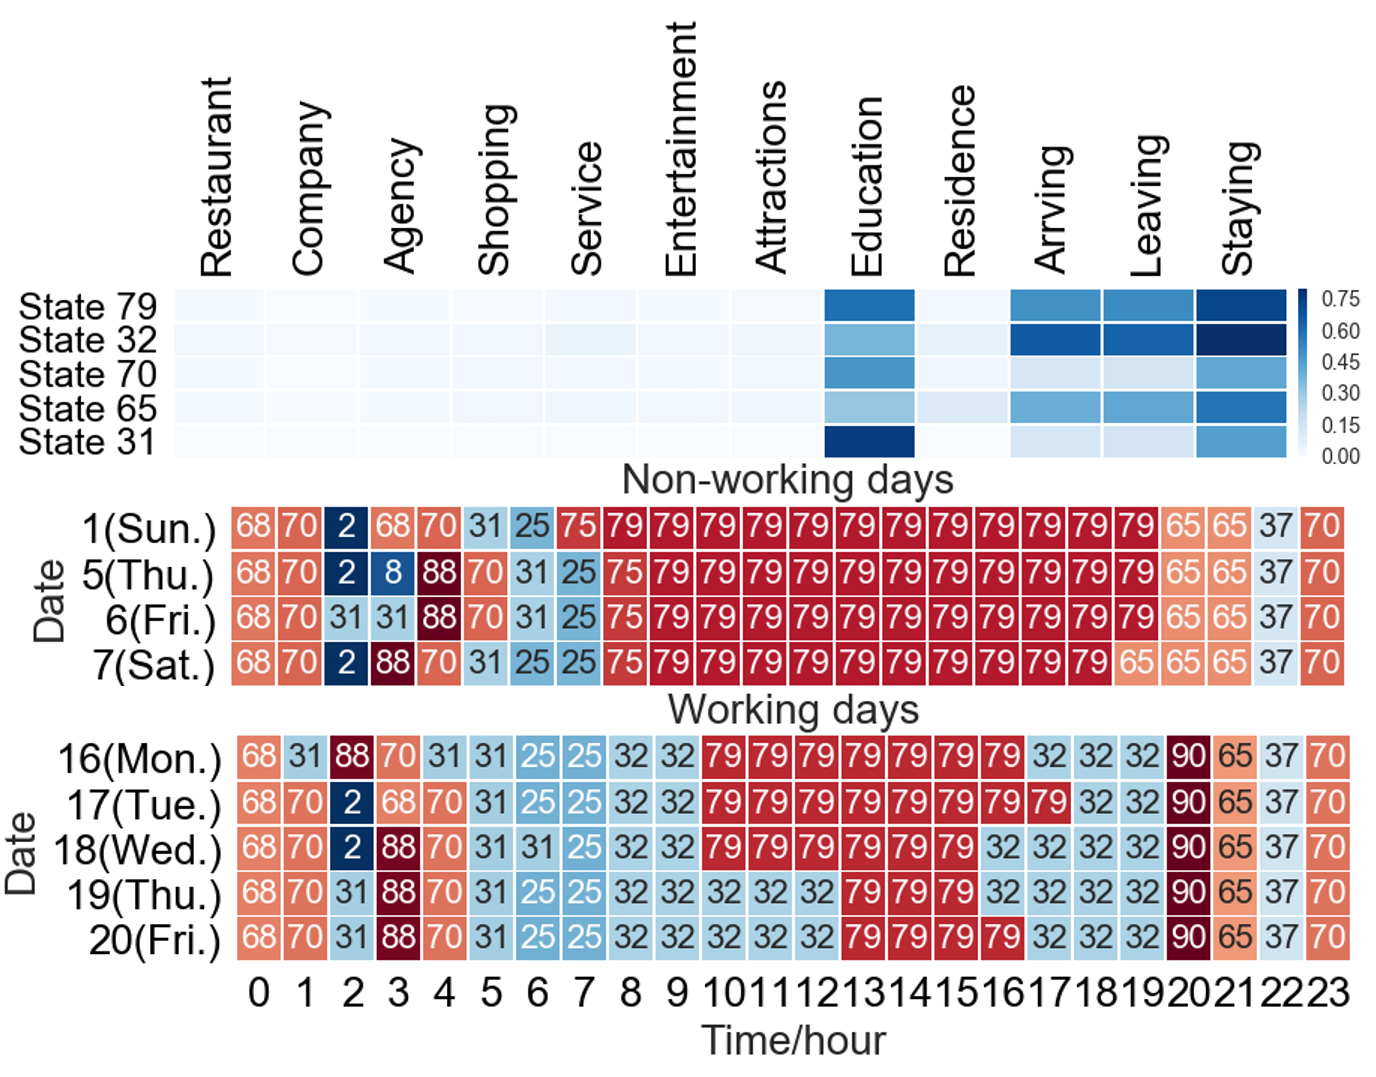 Restaurant Company Agency Shopping Service Entertainment Attractions Education Residence Arrving Leaving Staying
State 79
State 32
State 70
State 65
State 31
0.75
0.60
0.45
0.30
0.15
0.00
Non-working days
Date
1(Sun.) 68 70 2 68 70 31 25 75 79 79 79 79 79 79 79 79 79 79 79 79 65 65 37 70
5(Thu.) 68 70 2 8 88 70 31 25 75 79 79 79 79 79 79 79 79 79 79 79 65 65 37 70
6(Fri.) 68 70 31 31 88 70 31 25 75 79 79 79 79 79 79 79 79 79 79 79 65 65 37 70
7(Sat.) 68 70 2 88 70 31 25 25 75 79 79 79 79 79 79 79 79 79 79 65 65 65 37 70
Working days
Date
16(Mon.) 68 31 88 70 31 31 25 25 32 32 79 79 79 79 79 79 79 32 32 32 90 65 37 70
17(Tue.) 68 70 2 68 70 31 25 25 32 32 79 79 79 79 79 79 79 79 32 32 90 65 37 70
18(Wed.) 68 70 2 88 70 31 31 25 32 32 79 79 79 79 79 79 32 32 32 32 90 65 37 70
19(Thu.) 68 70 31 88 70 31 25 25 32 32 32 32 32 79 79 79 32 32 32 32 90 65 37 70
20(Fri.) 68 70 31 88 70 31 25 25 32 32 32 32 32 79 79 79 79 32 32 32 90 65 37 70
0 1 2 3 4 5 6 7 8 9 10 11 12 13 14 15 16 17 18 19 20 21 22 23
Time/hour